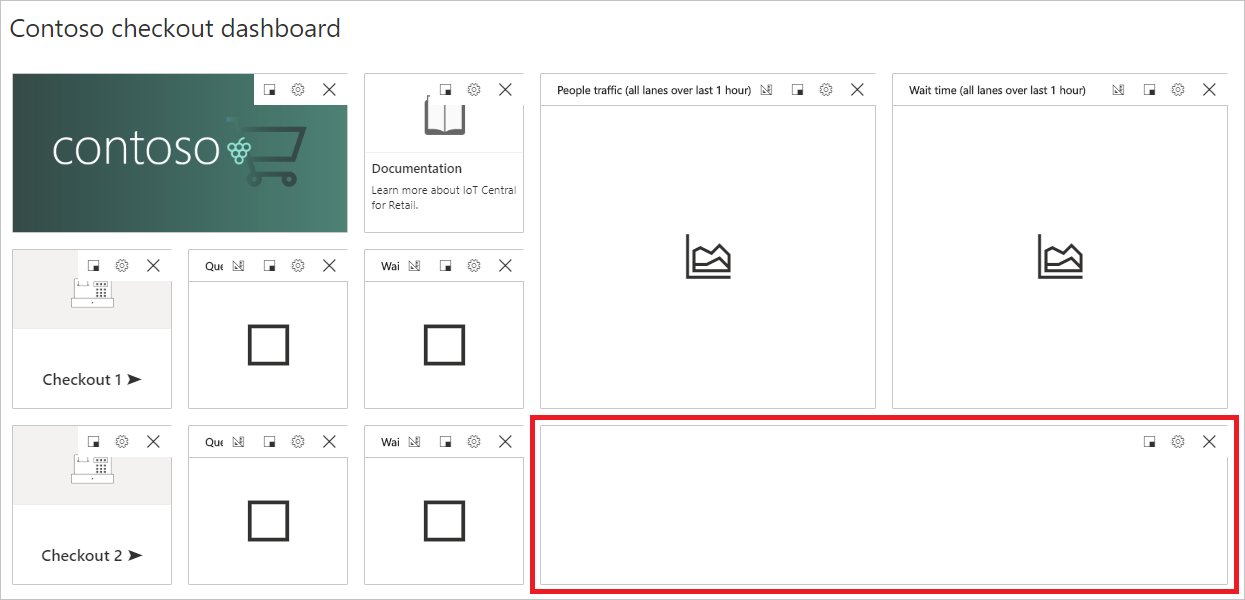 Contoso checkout dashboard
contoso
Documentation
Learn more about IoT Central
for Retail.
People traffic (all lanes over last 1 hour)
Wait time (all lanes over last 1 hour)
Checkout 1
Que
Wai
Checkout 2
Que
Wai